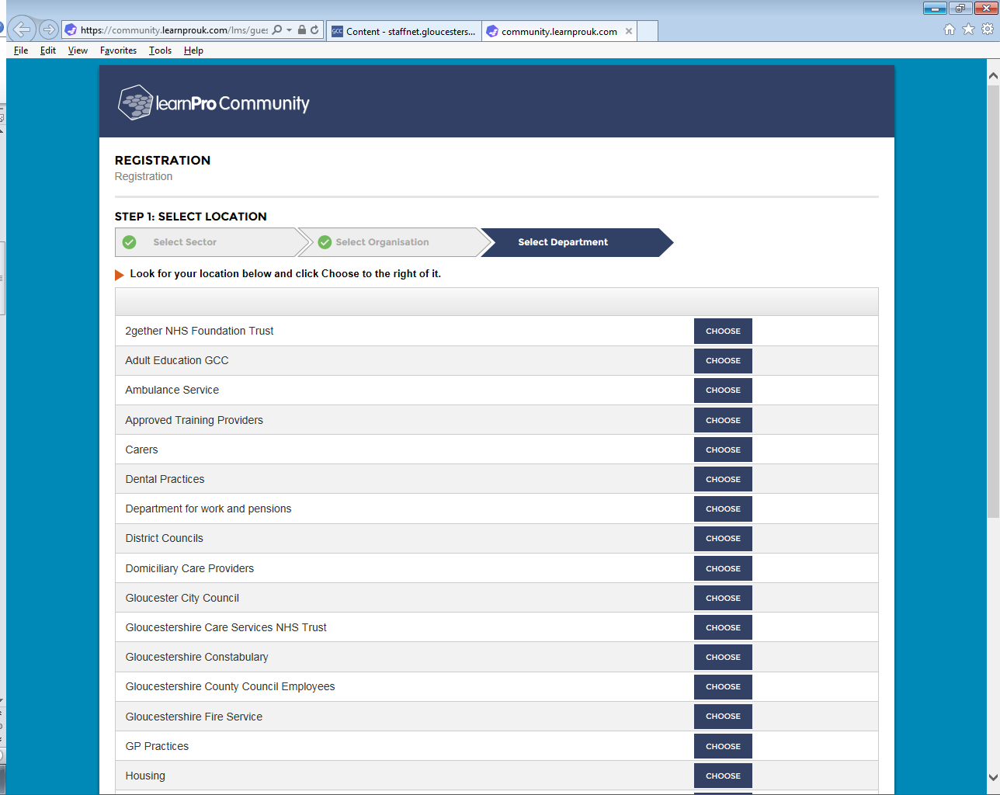 https://community.learnprouk.com/lms/gues
Content - staffnet.gloucesters...
community.learnprouk.com
File Edit View Favorites Tools Help
learnPro Community
REGISTRATION
Registration
STEP 1: SELECT LOCATION
Select Sector Select Organisation Select Department
Look for your location below and click Choose to the right of it.
2gether NHS Foundation Trust CHOOSE
Adult Education GCC CHOOSE
Ambulance Service CHOOSE
Approved Training Providers CHOOSE
Carers CHOOSE
Dental Practices CHOOSE
Department for work and pensions CHOOSE
District Councils CHOOSE
Domiciliary Care Providers CHOOSE
Gloucester City Council CHOOSE
Gloucestershire Care Services NHS Trust CHOOSE
Gloucestershire Constabulary CHOOSE
Gloucestershire County Council Employees CHOOSE
Gloucestershire Fire Service CHOOSE
GP Practices CHOOSE
Housing CHOOSE